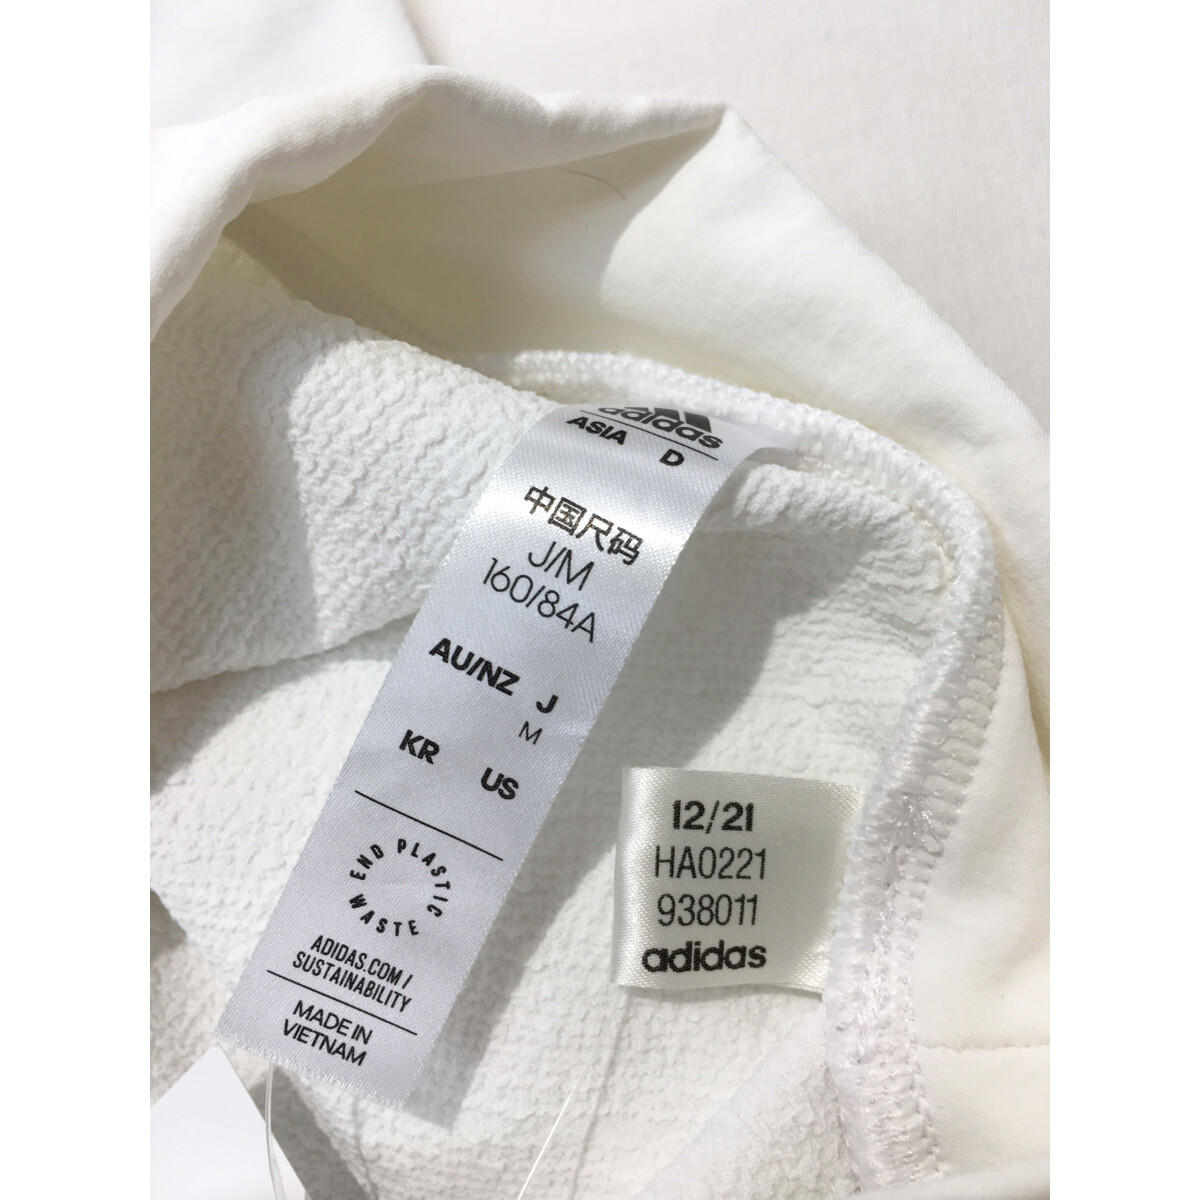 adidas
ASIA D
中国尺码
J/M
160/84A
AU/NZ J
M
KR US
END PLASTIC WASTE
ADIDAS.COM/
SUSTAINABILITY
MADE IN
VIETNAM
12/21
HA0221
938011
adidas